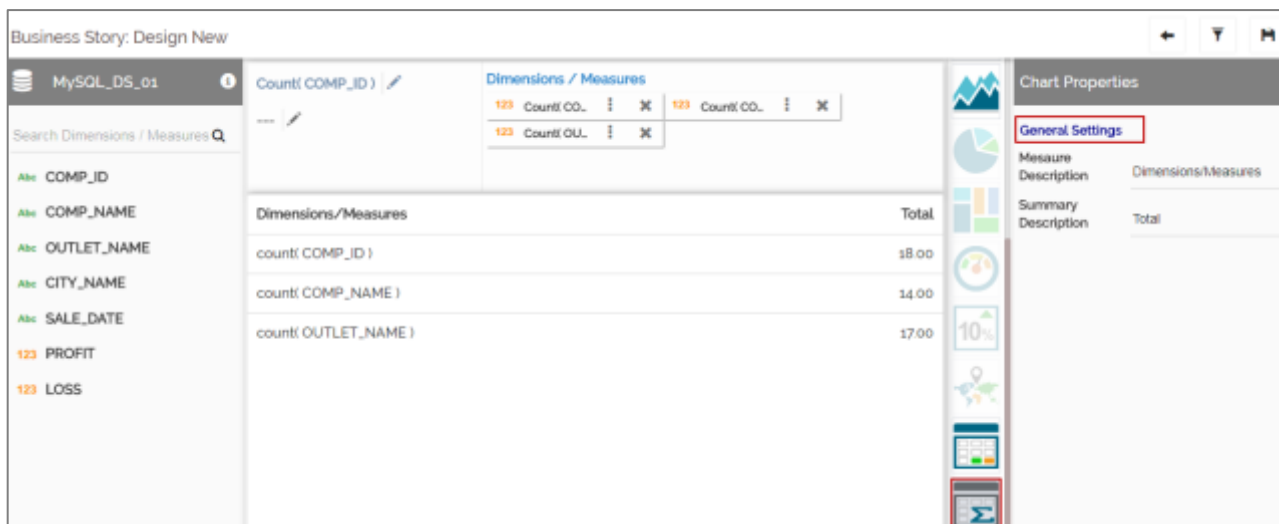 Business Story: Design New
MySQL_DS_01
Search Dimensions / Measures
Abc COMP_ID
Abc COMP_NAME
Abc OUTLET_NAME
Abc CITY_NAME
Abc SALE_DATE
123 PROFIT
123 LOSS
Count( COMP_ID )
---
Dimensions / Measures
123 Count( CO... 123 Count( CO...
123 Count( OU...
Dimensions/Measures Total
count( COMP_ID ) 18.00
count( COMP_NAME ) 14.00
count( OUTLET_NAME ) 17.00
10%
Σ
Chart Properties
General Settings
Mesaure
Description
Dimensions/Measures
Summary
Description
Total